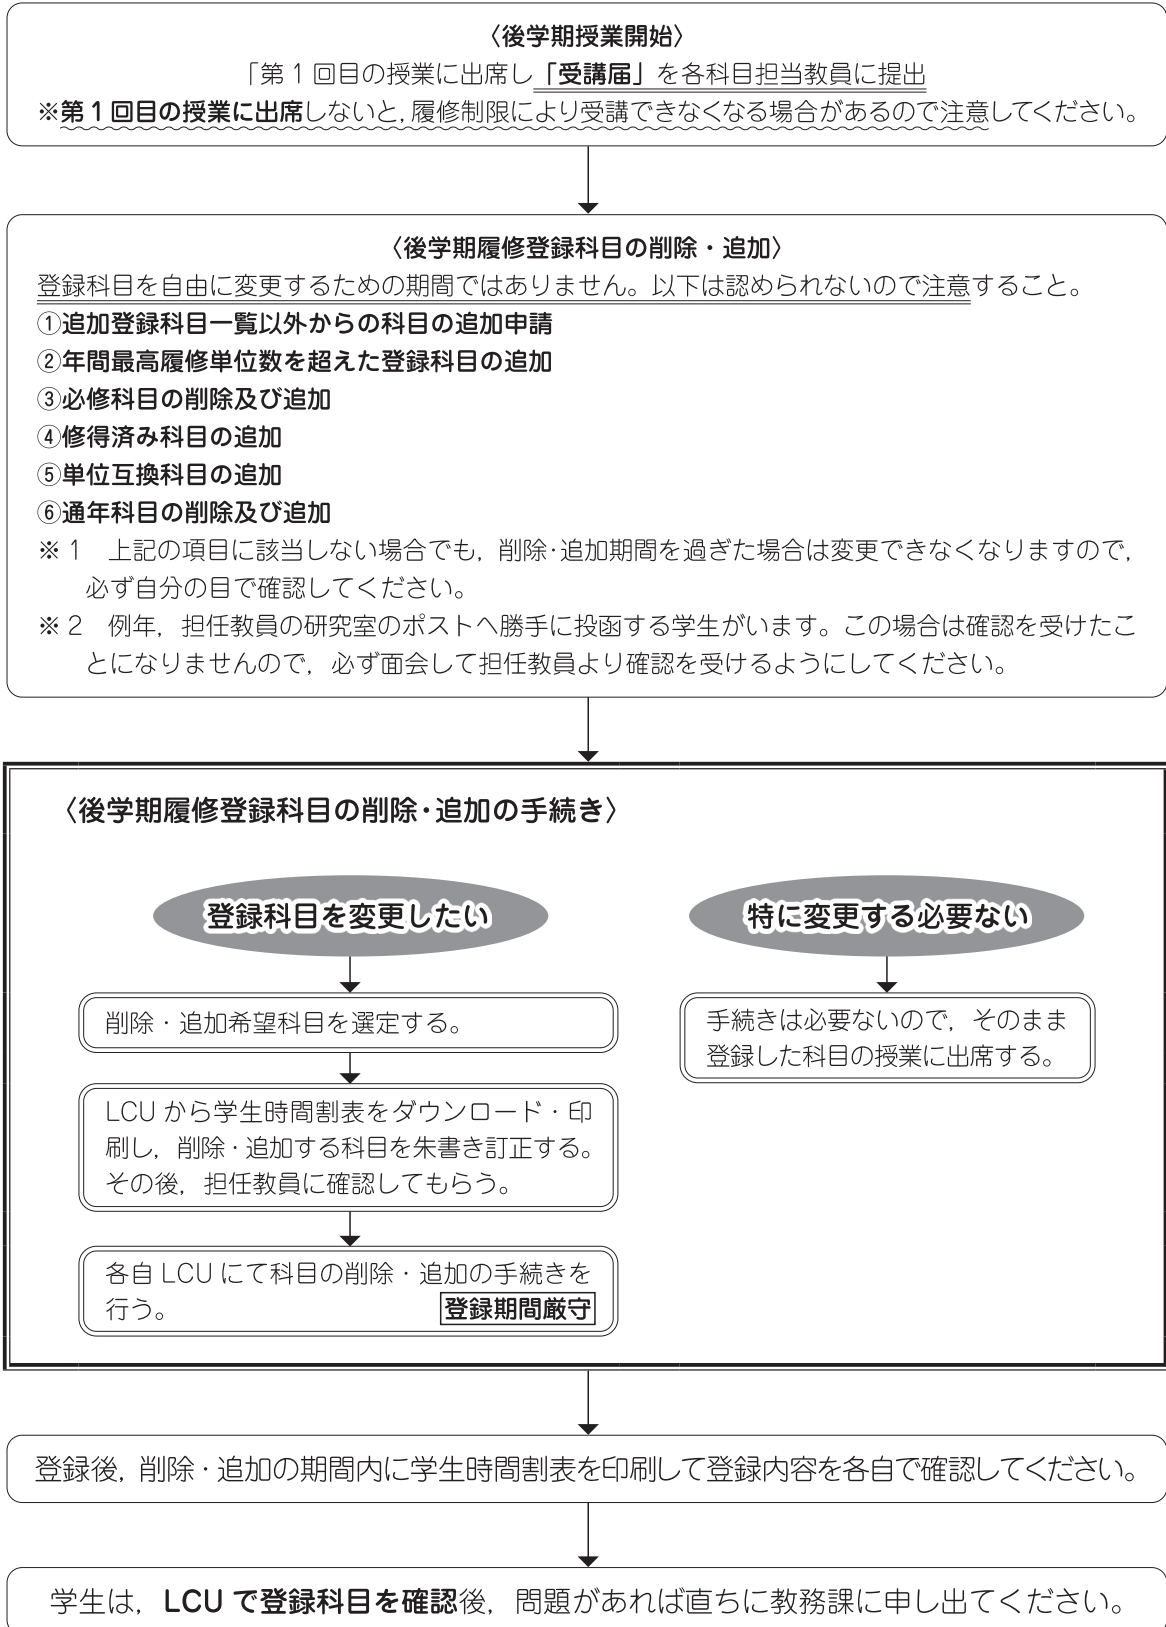 〈後学期授業開始〉
「第1回目の授業に出席し「受講届」を各科目担当教員に提出
※第1回目の授業に出席しないと,履修制限により受講できなくなる場合があるので注意してください。
〈後学期履修登録科目の削除・追加〉
登録科目を自由に変更するための期間ではありません。以下は認められないので注意すること。
①追加登録科目一覧以外からの科目の追加申請
②年間最高履修単位数を超えた登録科目の追加
③必修科目の削除及び追加
④修得済み科目の追加
⑤単位互換科目の追加
⑥通年科目の削除及び追加
※1 上記の項目に該当しない場合でも,削除・追加期間を過ぎた場合は変更できなくなりますので,
必ず自分の目で確認してください。
※2 例年,担任教員の研究室のポストへ勝手に投函する学生がいます。この場合は確認を受けたこ
とになりませんので,必ず面会して担任教員より確認を受けるようにしてください。
〈後学期履修登録科目の削除・追加の手続き〉
登録科目を変更したい
削除・追加希望科目を選定する。
LCUから学生時間割表をダウンロード・印
刷し,削除・追加する科目を朱書き訂正する。
その後,担任教員に確認してもらう。
各自LCUにて科目の削除・追加の手続きを
行う。 登録期間厳守
特に変更する必要ない
手続きは必要ないので,そのまま
登録した科目の授業に出席する。
登録後,削除・追加の期間内に学生時間割表を印刷して登録内容を各自で確認してください。
学生は,LCUで登録科目を確認後,問題があれば直ちに教務課に申し出てください。